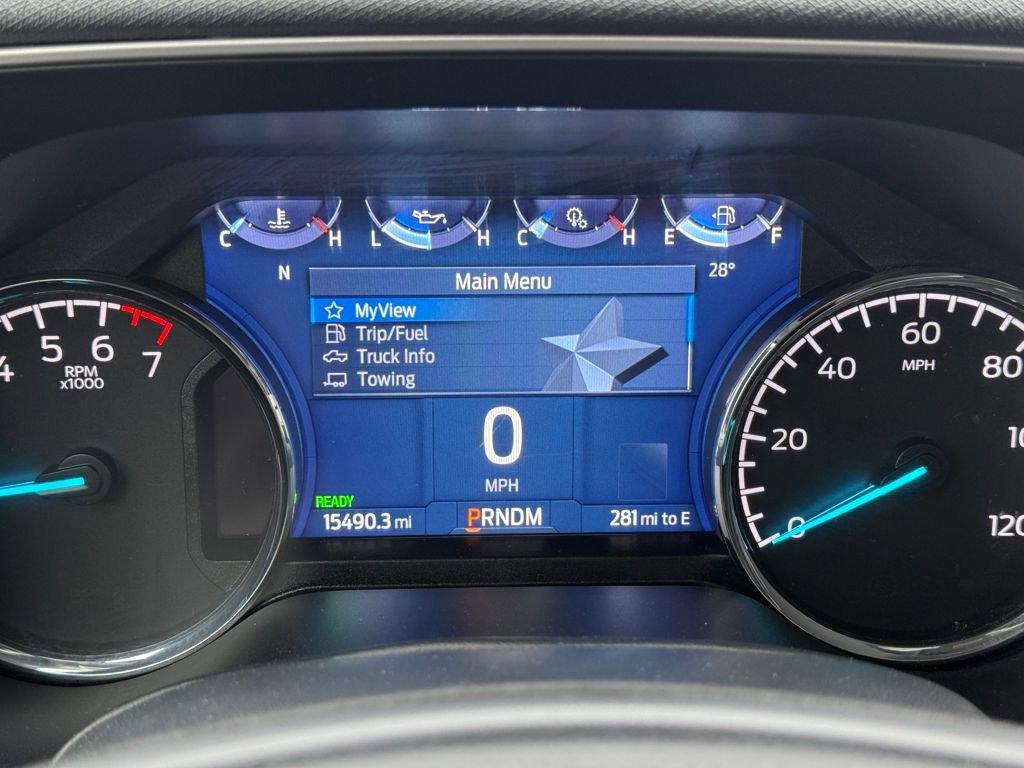 C H L H C H E F
N 28°
Main Menu
MyView
Trip/Fuel
Truck Info
Towing
0
MPH
READY
15490.3 mi
PRNDM
281 mi to E
4 5 6 7
RPM
x1000
0 20 40 60 80 120
MPH